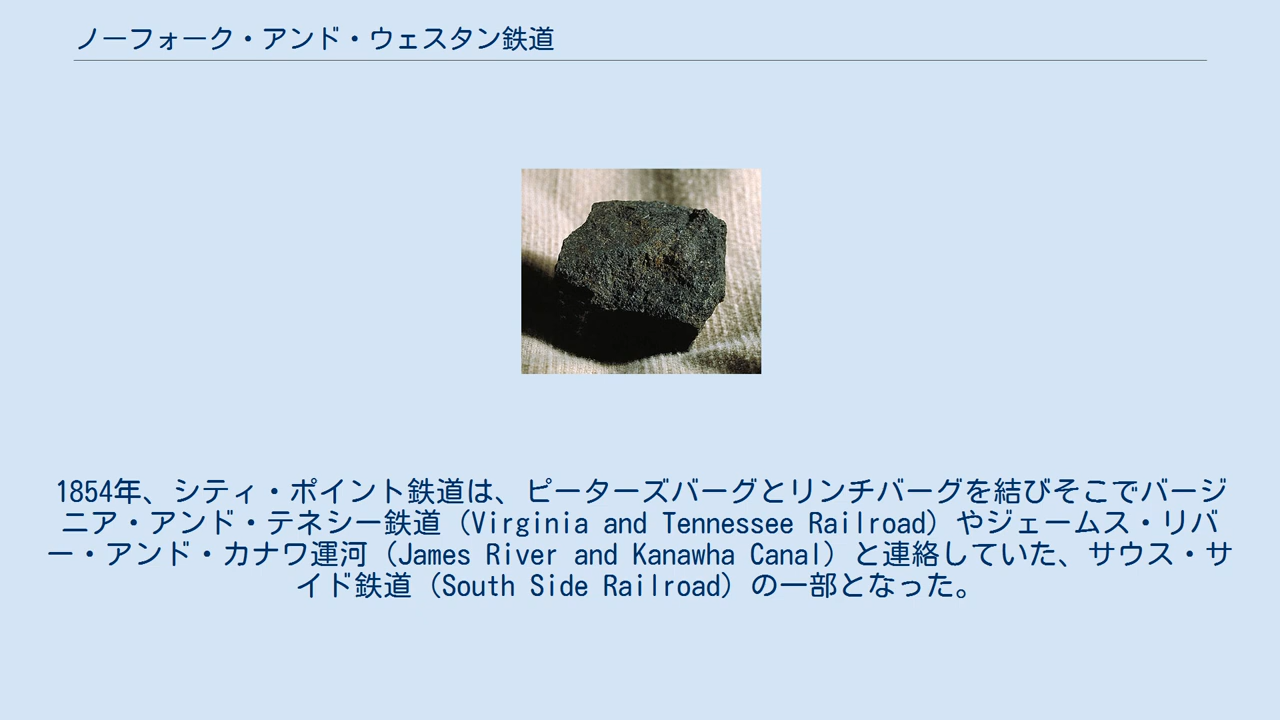 ノーフォーク・アンド・ウェスタン鉄道
1854年、シティ・ポイント鉄道は、ピーターズバーグとリンチバーグを結びそこでバージ
ニア・アンド・テネシー鉄道（Virginia and Tennessee Railroad）やジェームス・リバ
ー・アンド・カナワ運河（James River and Kanawha Canal）と連絡していた、サウス・サ
イド鉄道（South Side Railroad）の一部となった。